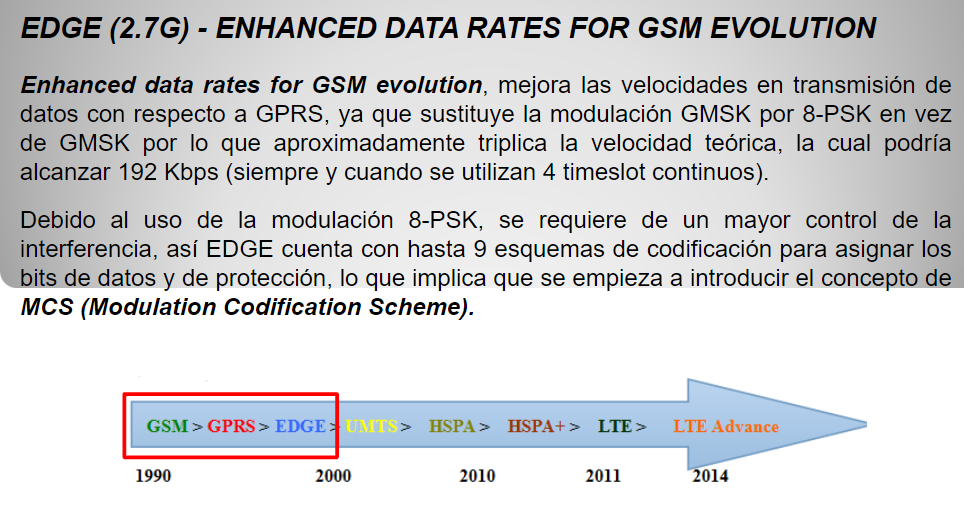 EDGE (2.7G) - ENHANCED DATA RATES FOR GSM EVOLUTION
Enhanced data rates for GSM evolution, mejora las velocidades en transmisión de
datos con respecto a GPRS, ya que sustituye la modulación GMSK por 8-PSK en vez
de GMSK por lo que aproximadamente triplica la velocidad teórica, la cual podría
alcanzar 192 Kbps (siempre y cuando se utilizan 4 timeslot continuos).
Debido al uso de la modulación 8-PSK, se requiere de un mayor control de la
interferencia, así EDGE cuenta con hasta 9 esquemas de codificación para asignar los
bits de datos y de protección, lo que implica que se empieza a introducir el concepto de
MCS (Modulation Codification Scheme).
GSM > GPRS > EDGE > UMTS > HSPA > HSPA+ > LTE > LTE Advance
1990 2000 2010 2011 2014